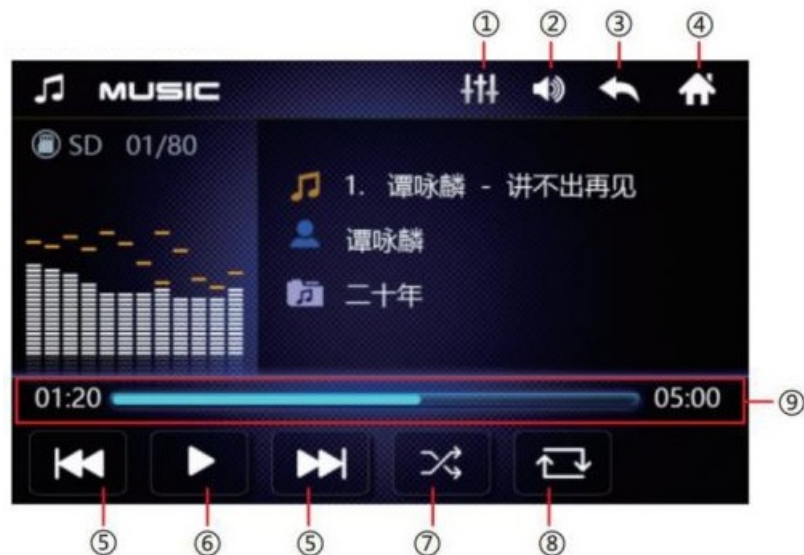 ① ② ③ ④
MUSIC
SD 01/80
1. 谭咏麟 - 讲不出再见
谭咏麟
二十年
01:20 05:00 ⑨
⑤ ⑥ ⑤ ⑦ ⑧